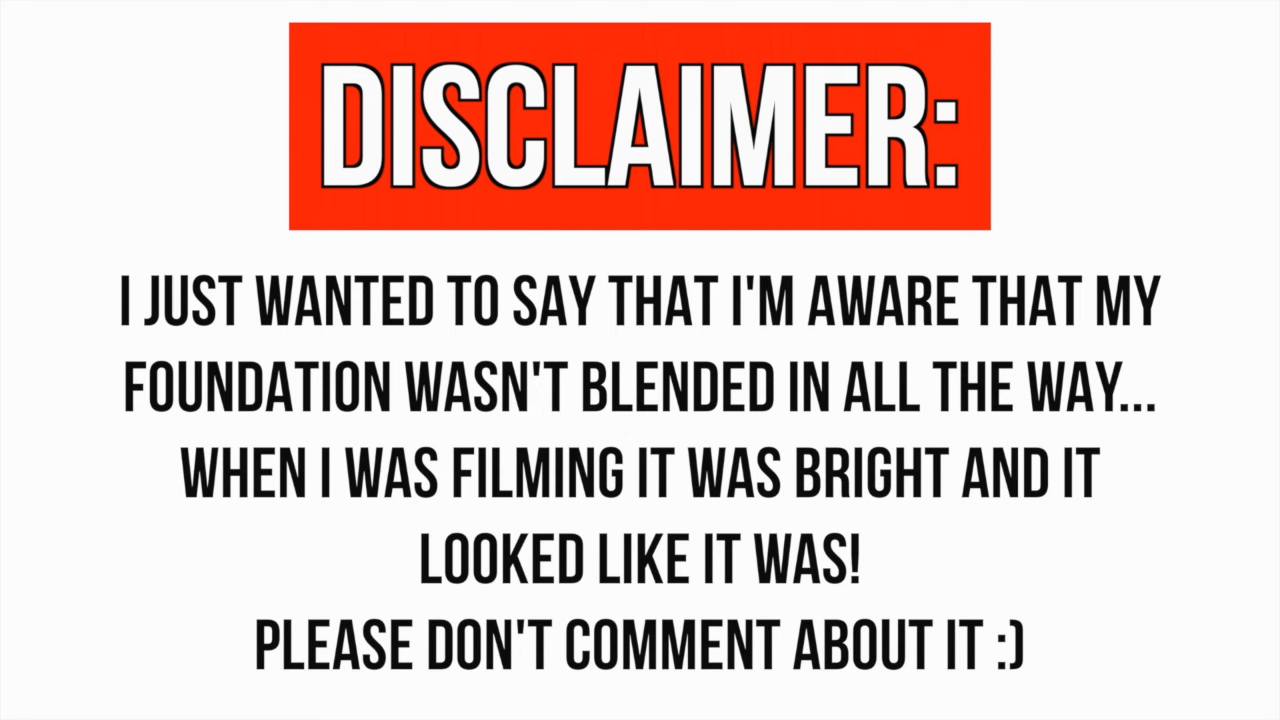 DISCLAIMER:
I JUST WANTED TO SAY THAT I'M AWARE THAT MY
FOUNDATION WASN'T BLENDED IN ALL THE WAY...
WHEN I WAS FILMING IT WAS BRIGHT AND IT
LOOKED LIKE IT WAS!
PLEASE DON'T COMMENT ABOUT IT :)